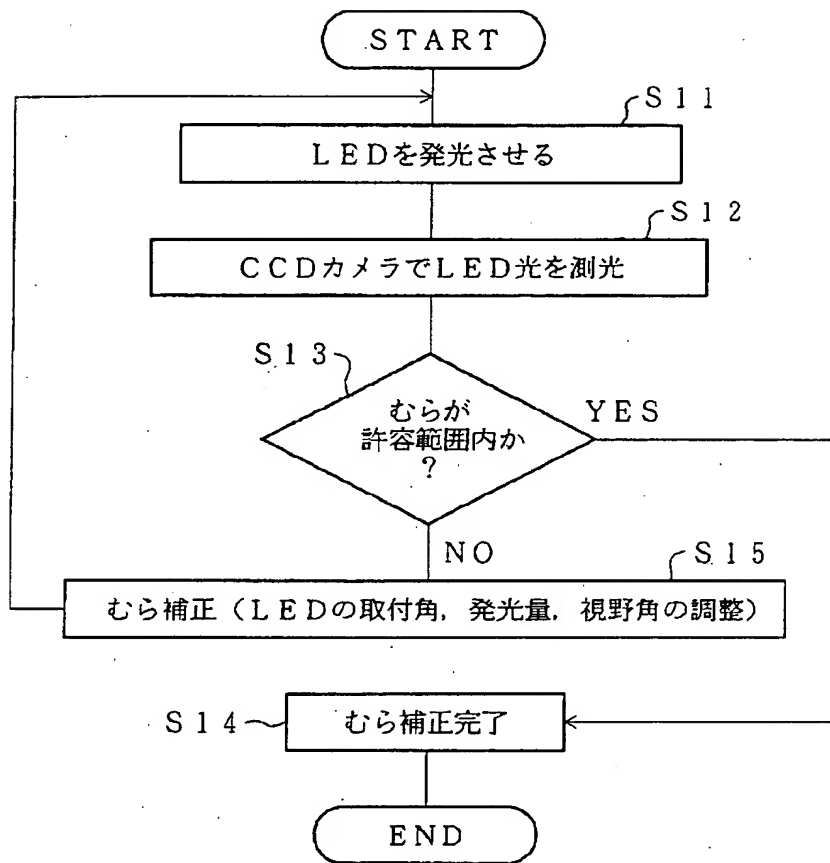 START
S11
LEDを発光させる
S12
CCDカメラでLED光を測光
S13
むらが
許容範囲内か
?
YES
NO
S15
むら補正(LEDの取付角,発光量,視野角の調整)
S14
むら補正完了
END